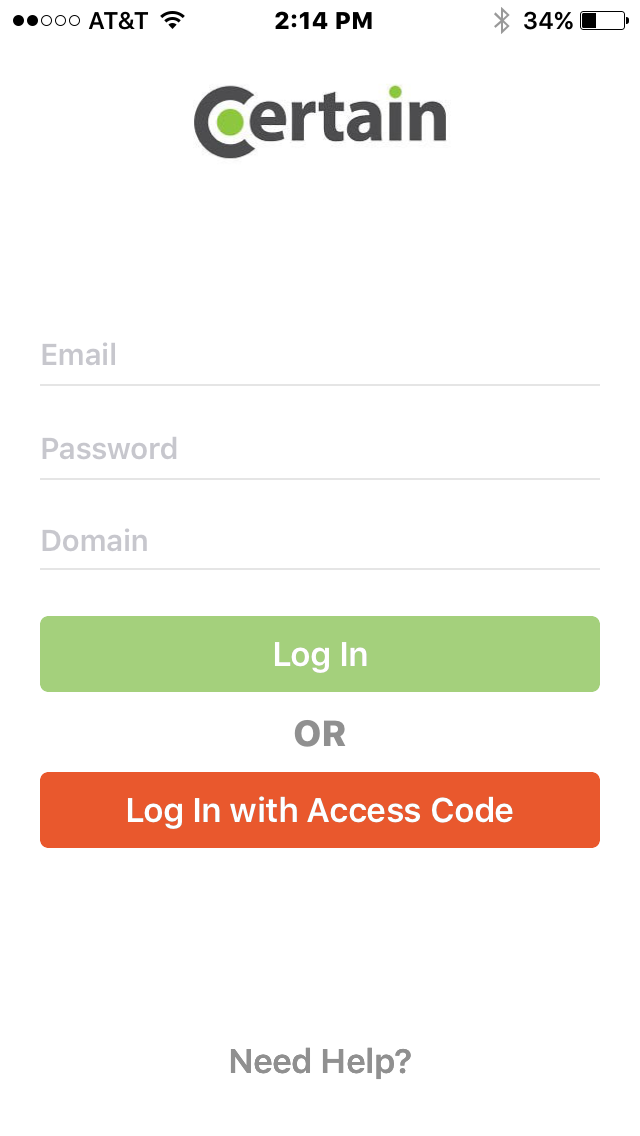 AT&T 2:14 PM 34%
Certain
Email
Password
Domain
Log In
OR
Log In with Access Code
Need Help?